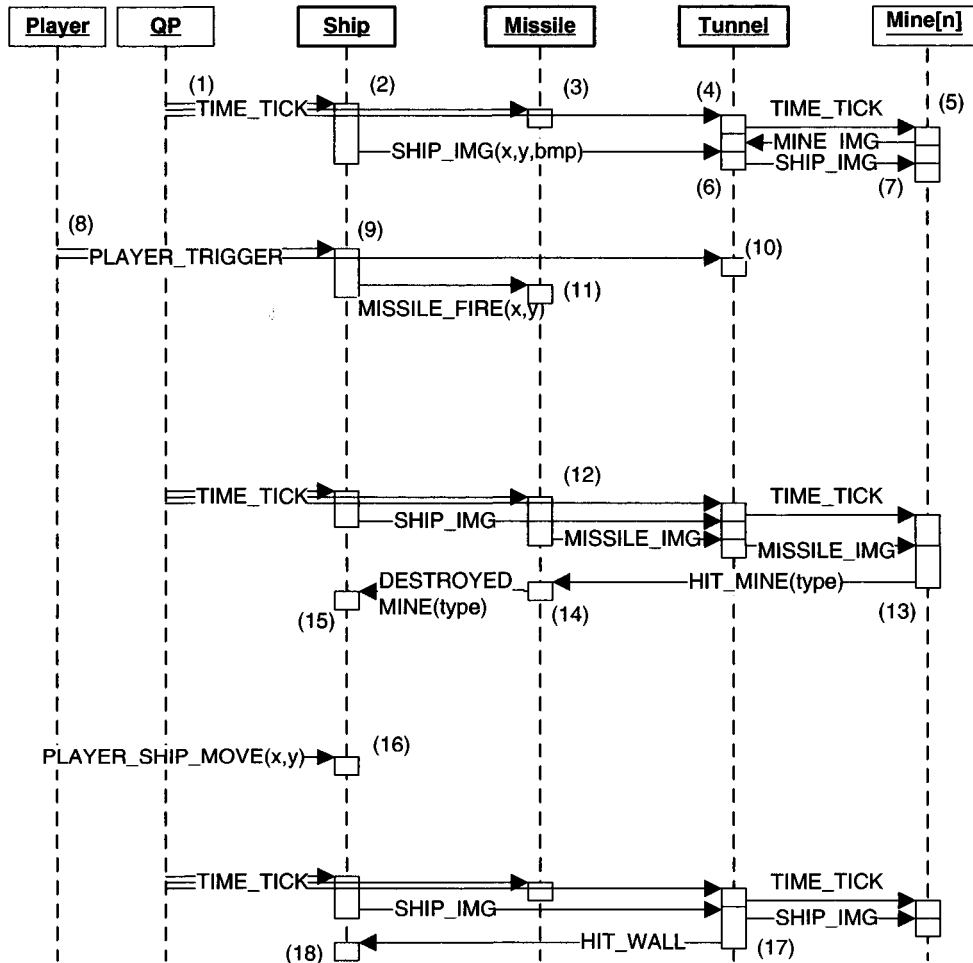 Player QP Ship Missile Tunnel Mine[n]
(1) (2) (3) (4) (5)
TIME_TICK TIME_TICK
MINE_IMG
SHIP_IMG(x,y,bmp) SHIP_IMG
(6) (7)
(8) (9) (10)
PLAYER_TRIGGER
(11)
MISSILE_FIRE(x,y)
(12)
TIME_TICK TIME_TICK
SHIP_IMG
MISSILE_IMG MISSILE_IMG
DESTROYED_ HIT_MINE(type)
MINE(type)
(15) (14) (13)
(16)
PLAYER_SHIP_MOVE(x,y)
TIME_TICK TIME_TICK
SHIP_IMG SHIP_IMG
(18) HIT_WALL (17)